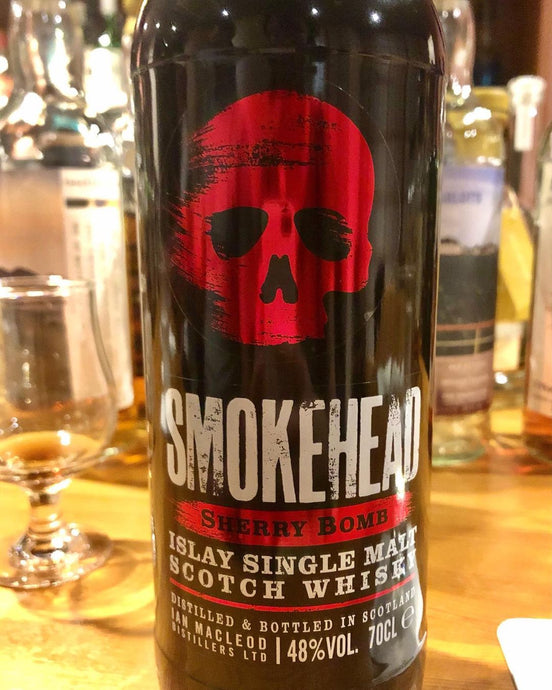 SMOKEHEAD
SHERRY BOMB
ISLAY SINGLE MALT
SCOTCH WHISKY
DISTILLED & BOTTLED IN SCOTLAND
IAN MACLEOD
DISTILLERS LTD | 48%VOL. 70CL ℮